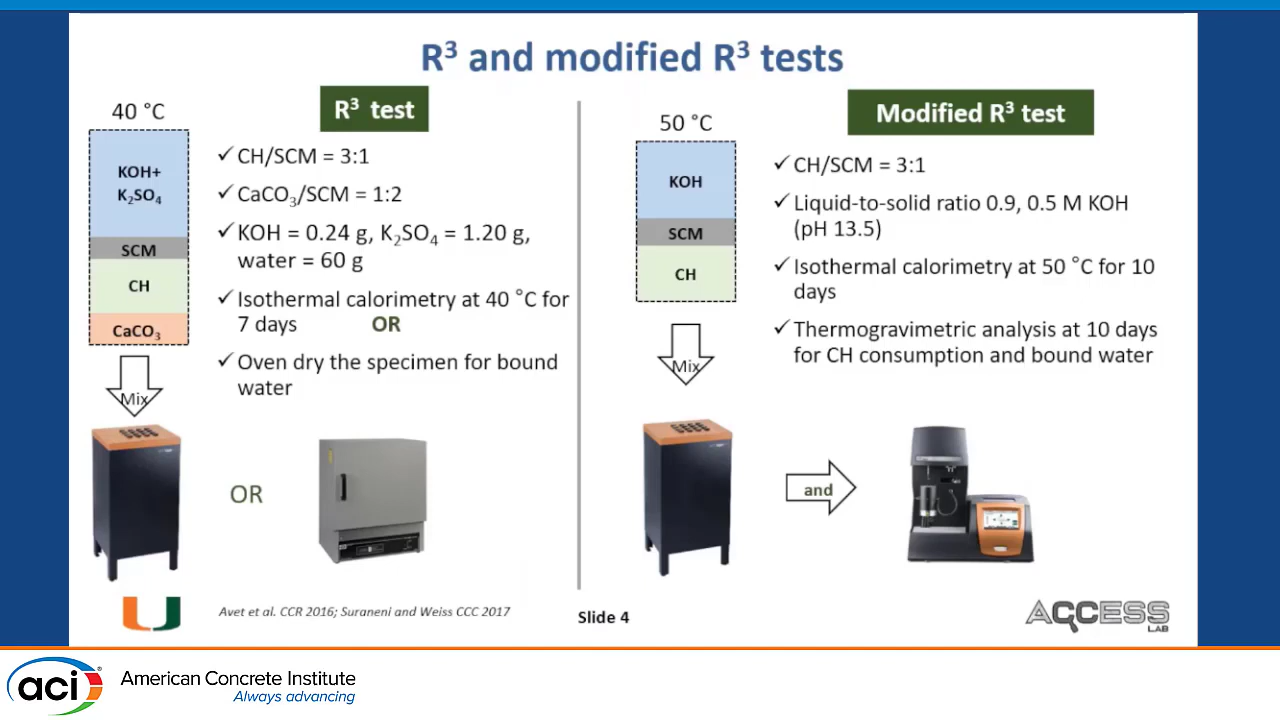 R³ and modified R³ tests
40 °C
KOH+
K₂SO₄
SCM
CH
CaCO₃
Mix
R³ test
✓ CH/SCM = 3:1
✓ CaCO₃/SCM = 1:2
✓ KOH = 0.24 g, K₂SO₄ = 1.20 g,
water = 60 g
✓ Isothermal calorimetry at 40 °C for
7 days OR
✓ Oven dry the specimen for bound
water
OR
50 °C
KOH
SCM
CH
Mix
Modified R³ test
✓ CH/SCM = 3:1
✓ Liquid-to-solid ratio 0.9, 0.5 M KOH
(pH 13.5)
✓ Isothermal calorimetry at 50 °C for 10
days
✓ Thermogravimetric analysis at 10 days
for CH consumption and bound water
and
Avet et al. CCR 2016; Suraneni and Weiss CCC 2017
Slide 4
ACCESS
LAB
aci®
American Concrete Institute
Always advancing